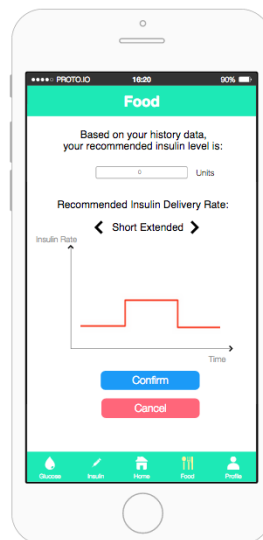 PROTO.IO 16:20 90%
Food
Based on your history data,
your recommended insulin level is:
0 Units
Recommended Insulin Delivery Rate:
Short Extended
Insulin Rate
Time
Confirm
Cancel
Glucose Insulin Home Food Profile